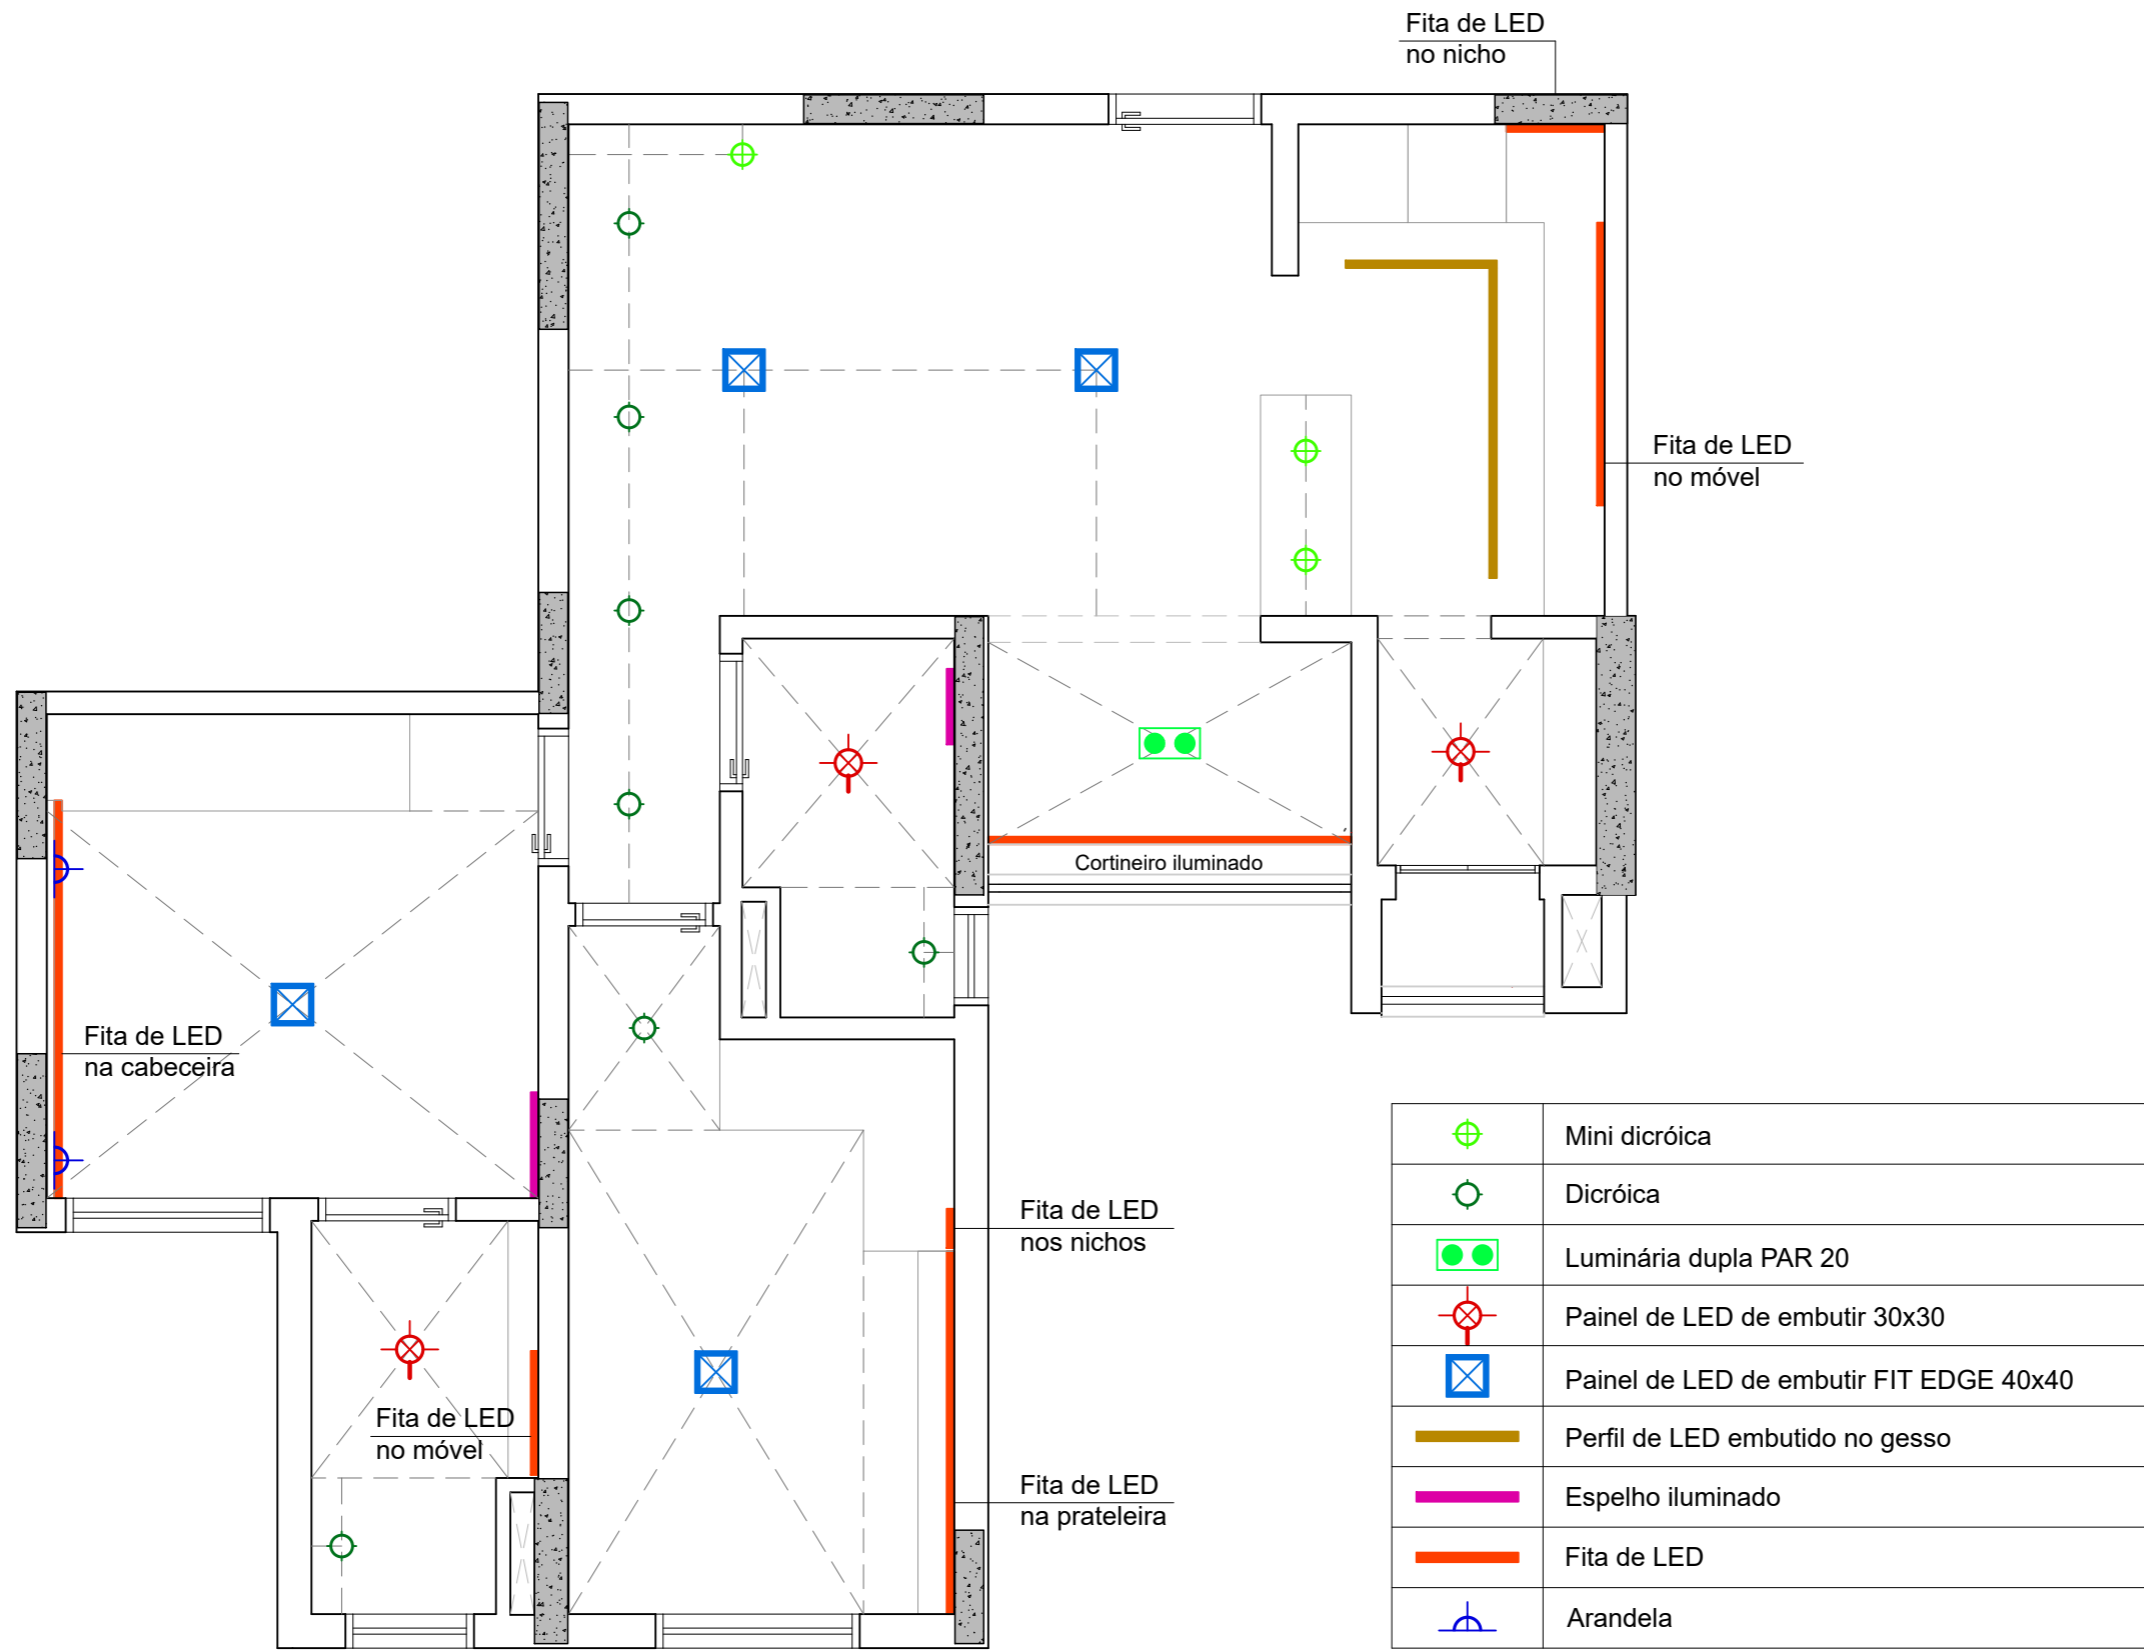 Fita de LED
no nicho
Fita de LED
no móvel
Cortineiro iluminado
Fita de LED
na cabeceira
Fita de LED
nos nichos
Fita de LED
no móvel
Fita de LED
na prateleira
Mini dicróica
Dicróica
Luminária dupla PAR 20
Painel de LED de embutir 30x30
Painel de LED de embutir FIT EDGE 40x40
Perfil de LED embutido no gesso
Espelho iluminado
Fita de LED
Arandela